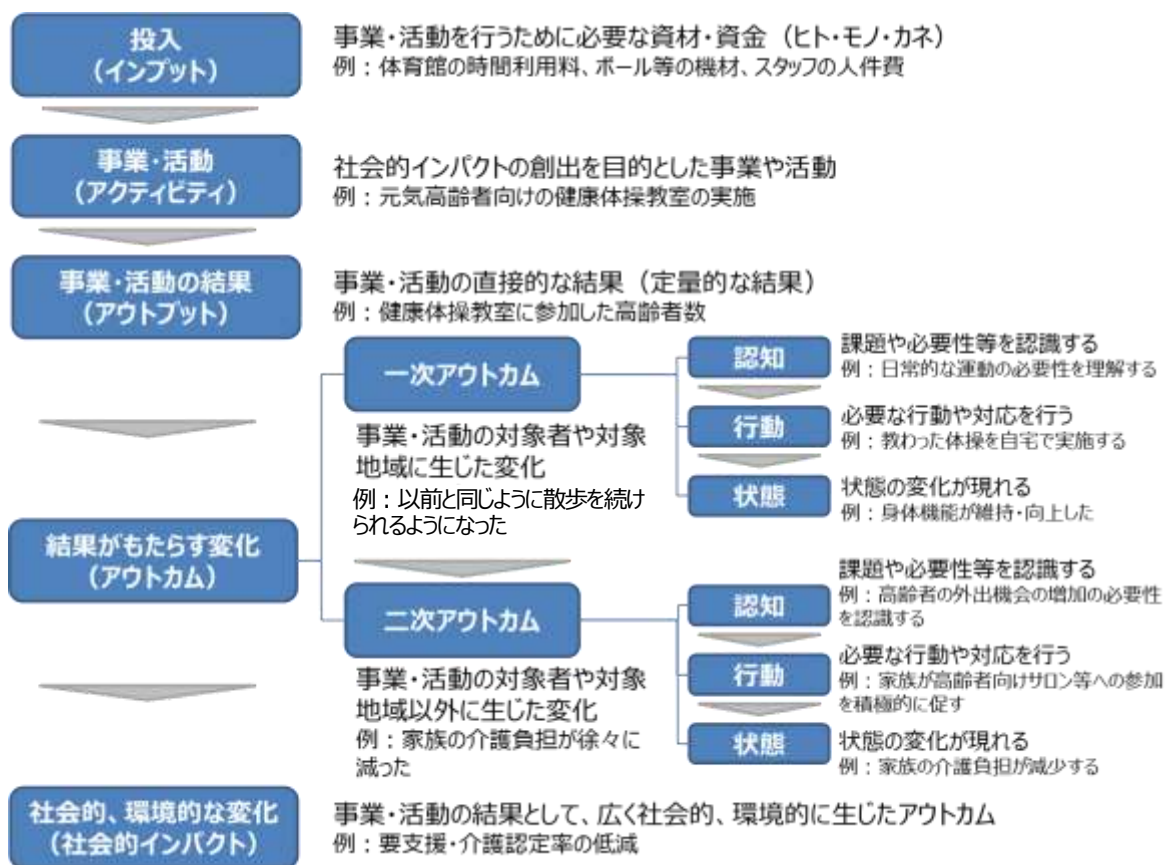 投入
(インプット)
事業・活動を行うために必要な資材・資金（ヒト・モノ・カネ）
例：体育館の時間利用料、ボール等の機材、スタッフの人件費
事業・活動
(アクティビティ)
社会的インパクトの創出を目的とした事業や活動
例：元気高齢者向けの健康体操教室の実施
事業・活動の結果
(アウトプット)
事業・活動の直接的な結果（定量的な結果）
例：健康体操教室に参加した高齢者数
結果がもたらす変化
(アウトカム)
一次アウトカム
事業・活動の対象者や対象
地域に生じた変化
例：以前と同じように散歩を続け
られるようになった
認知
課題や必要性等を認識する
例：日常的な運動の必要性を理解する
行動
必要な行動や対応を行う
例：教わった体操を自宅で実施する
状態
状態の変化が現れる
例：身体機能が維持・向上した
二次アウトカム
事業・活動の対象者や対象
地域以外に生じた変化
例：家族の介護負担が徐々に
減った
認知
課題や必要性等を認識する
例：高齢者の外出機会の増加の必要性
を認識する
行動
必要な行動や対応を行う
例：家族が高齢者向けサロン等への参加
を積極的に促す
状態
状態の変化が現れる
例：家族の介護負担が減少する
社会的、環境的な変化
(社会的インパクト)
事業・活動の結果として、広く社会的、環境的に生じたアウトカム
例：要支援・介護認定率の低減